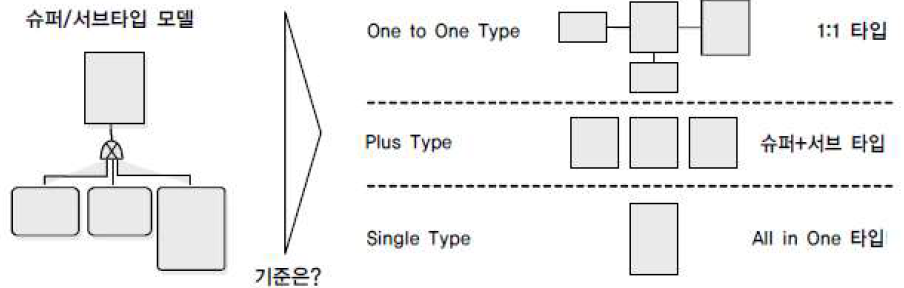 슈퍼/서브타입 모델
기준은?
One to One Type
1:1 타입
Plus Type
슈퍼+서브 타입
Single Type
All in One 타입